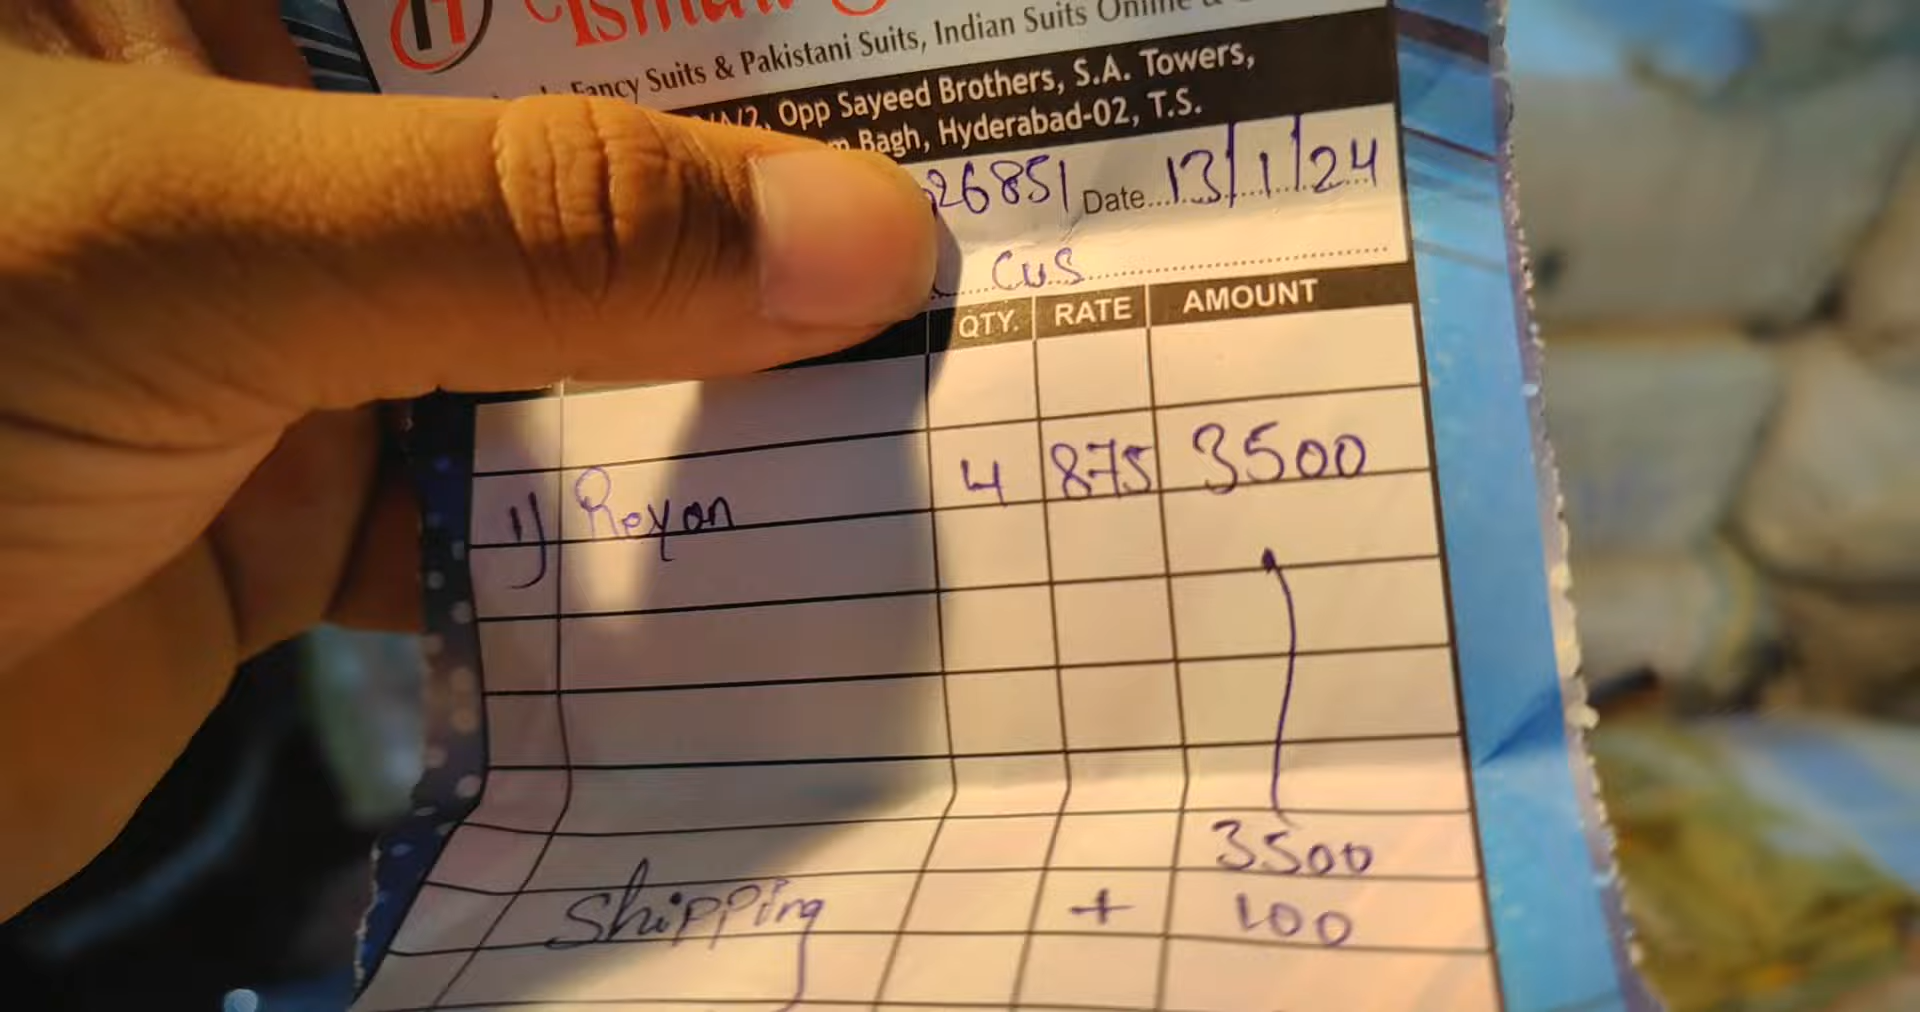 Fancy Suits & Pakistani Suits, Indian Suits Online &
Opp Sayeed Brothers, S.A. Towers,
Bagh, Hyderabad-02, T.S.
26851 Date 13/1/24
Cus
QTY. RATE AMOUNT
1) Reyon 4 875 3500
3500
Shipping + 100